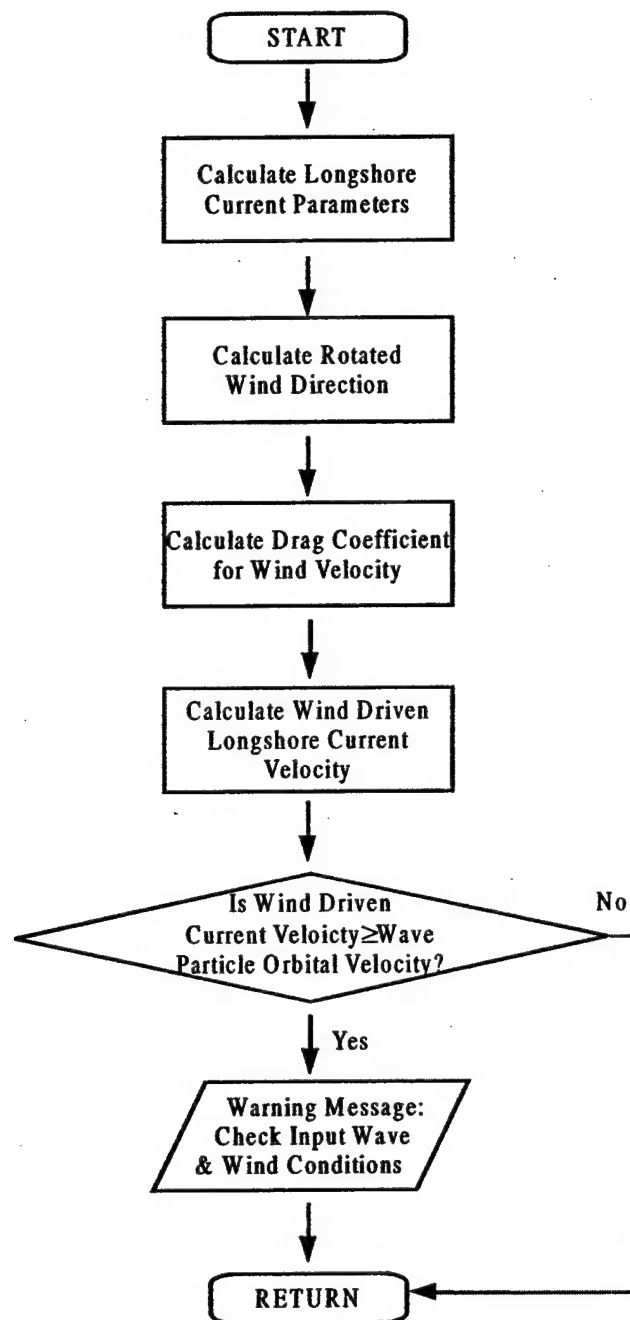 START
Calculate Longshore
Current Parameters
Calculate Rotated
Wind Direction
Calculate Drag Coefficient
for Wind Velocity
Calculate Wind Driven
Longshore Current
Velocity
Is Wind Driven
Current Veloicty≥Wave
Particle Orbital Velocity?
No
Yes
Warning Message:
Check Input Wave
& Wind Conditions
RETURN